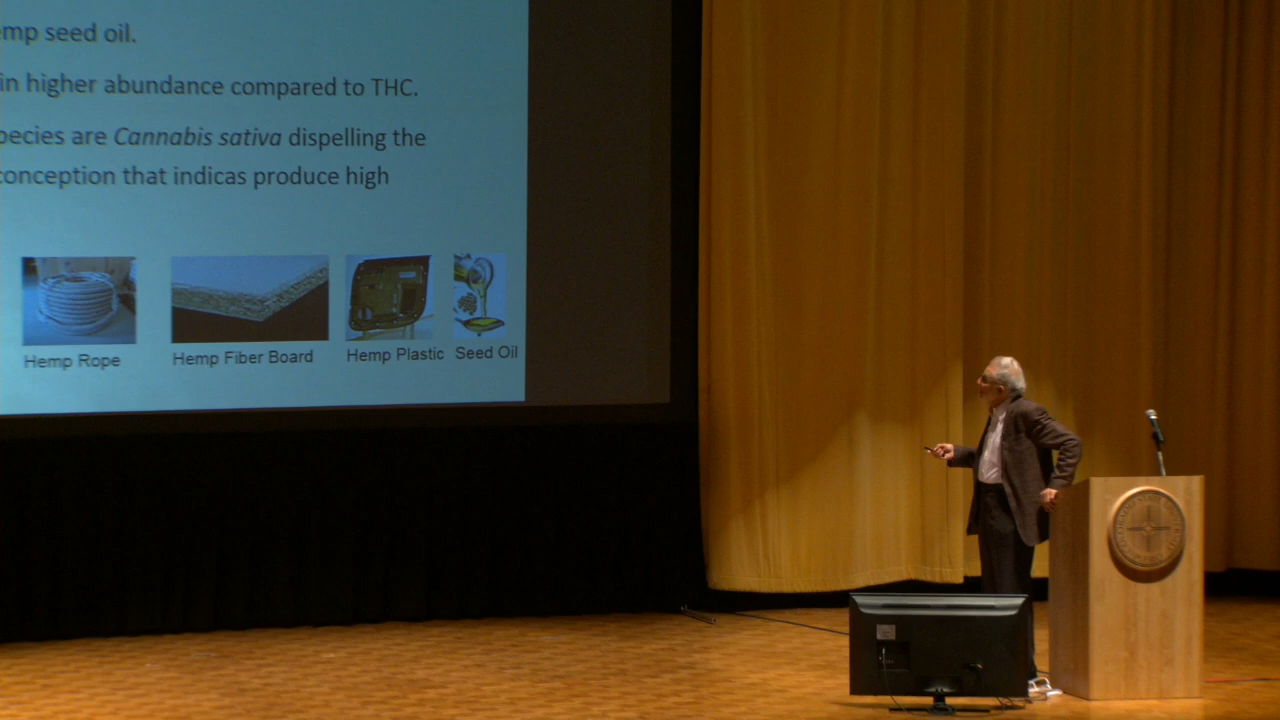 emp seed oil.
in higher abundance compared to THC.
pecies are Cannabis sativa dispelling the
conception that indicas produce high
Hemp Rope
Hemp Fiber Board
Hemp Plastic
Seed Oil